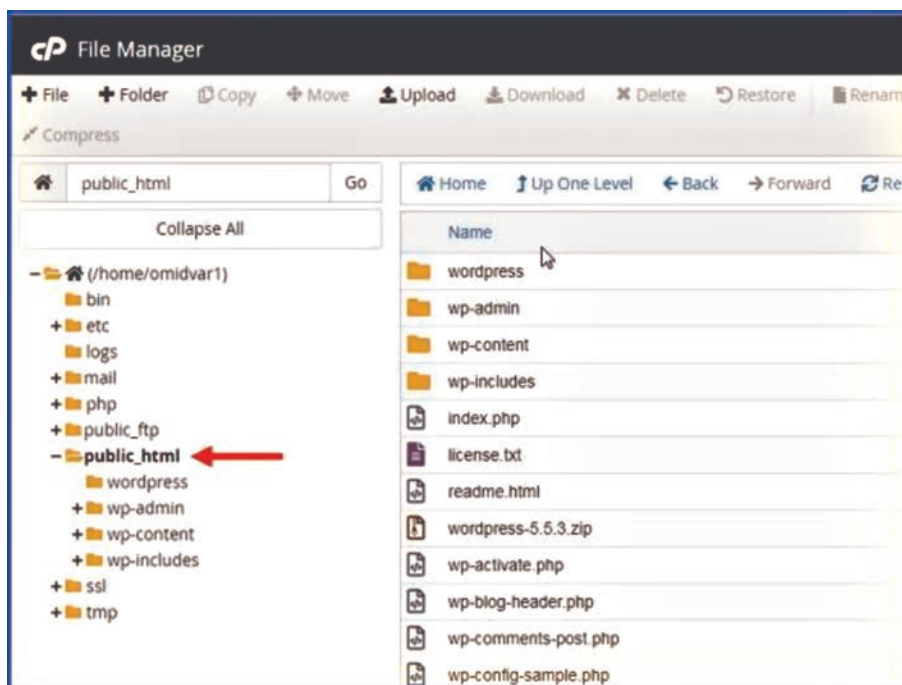 cP File Manager
File Folder Copy Move Upload Download Delete Restore Renam
Compress
public_html Go
Collapse All
(/home/omidvar1)
bin
etc
logs
mail
php
public_ftp
public_html
wordpress
wp-admin
wp-content
wp-includes
ssl
tmp
Home Up One Level Back Forward Re
Name
wordpress
wp-admin
wp-content
wp-includes
index.php
license.txt
readme.html
wordpress-5.5.3.zip
wp-activate.php
wp-blog-header.php
wp-comments-post.php
wp-config-sample.php